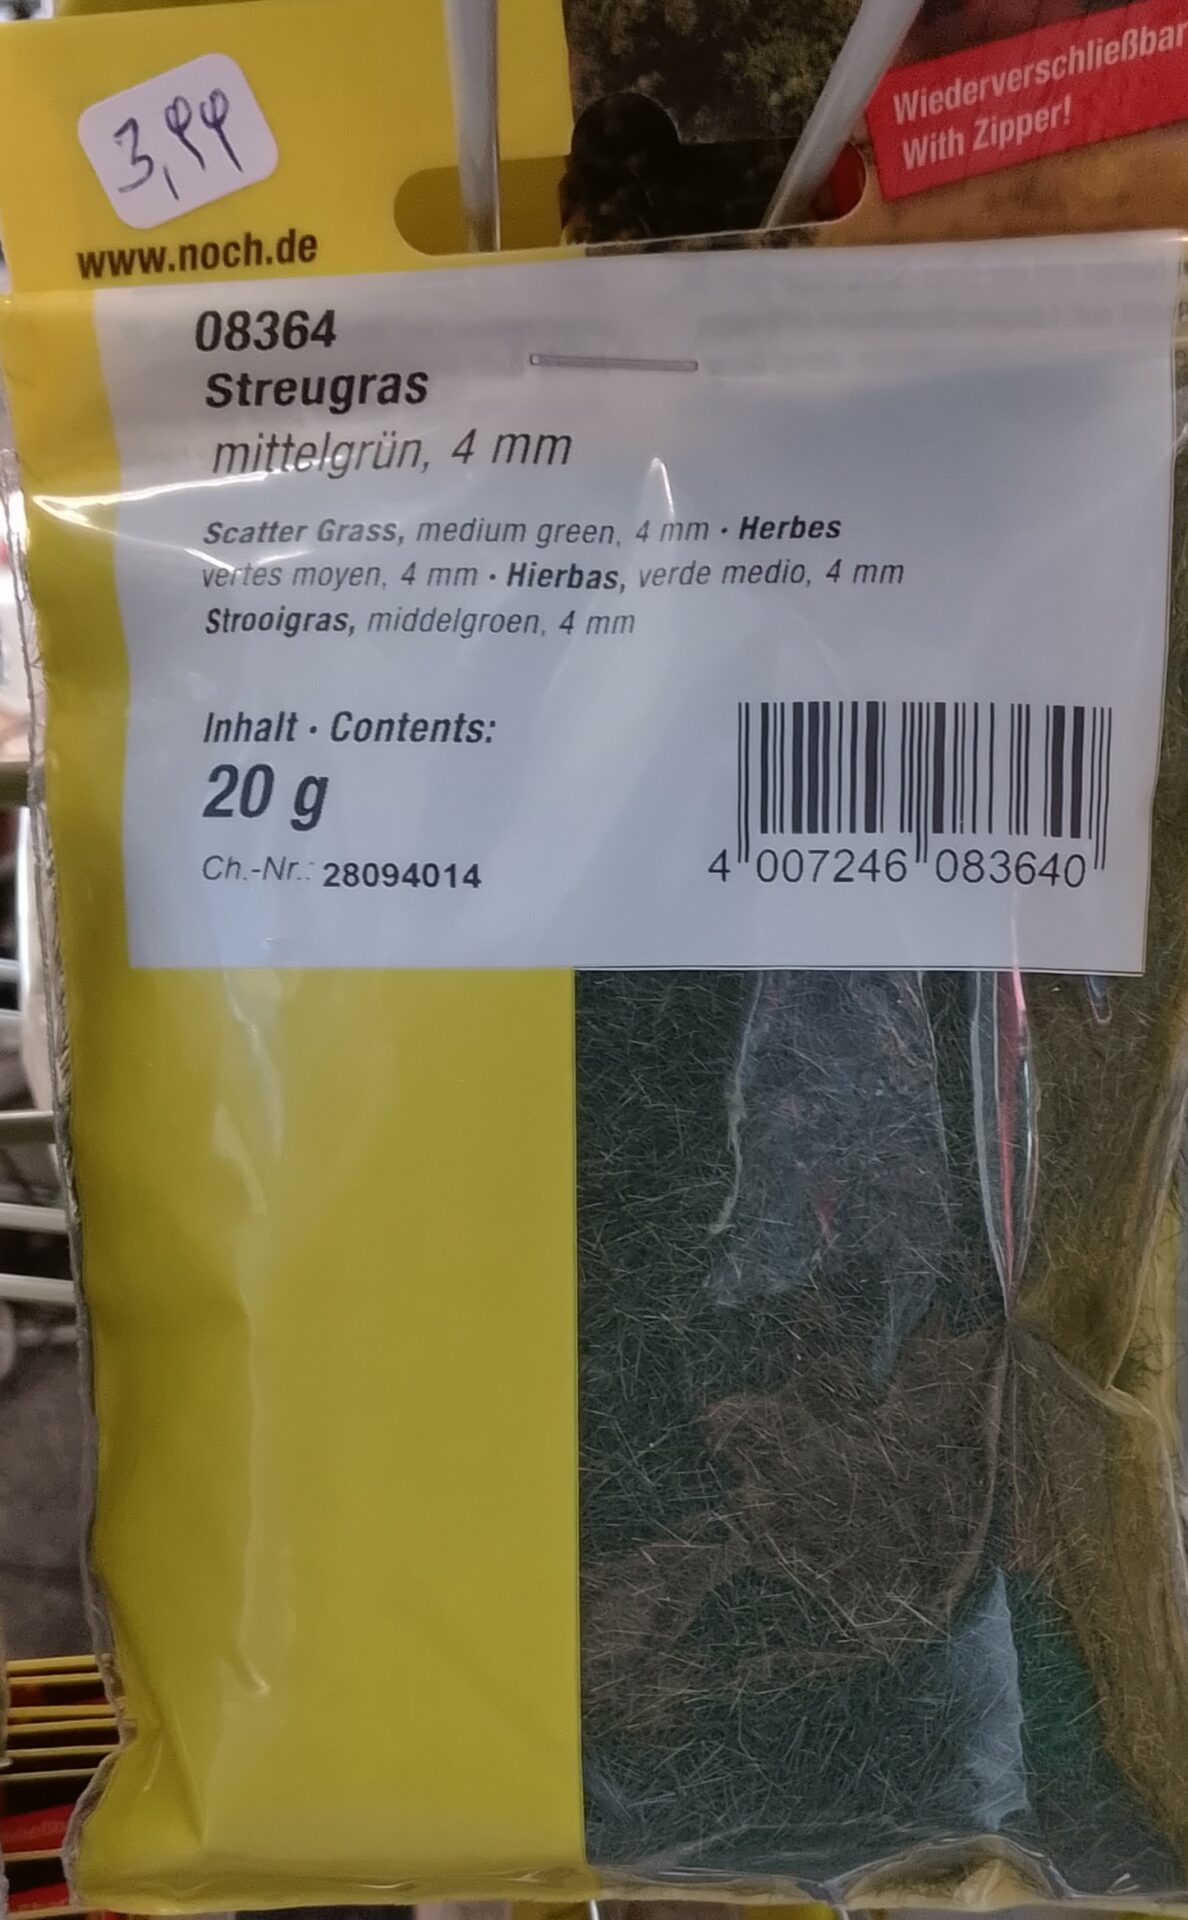 3,99
Wiederverschließbar
With Zipper!
www.noch.de
08364
Streugras
mittelgrün, 4 mm
Scatter Grass, medium green, 4 mm · Herbes
vertes moyen, 4 mm · Hierbas, verde medio, 4 mm
Strooigras, middelgroen, 4 mm
Inhalt · Contents:
20 g
Ch.-Nr.: 28094014
4 007246 083640